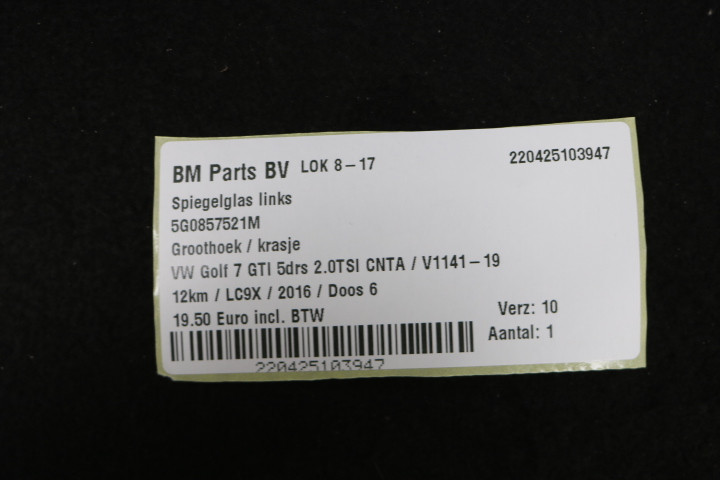 BM Parts BV LOK 8-17 220425103947
Spiegelglas links
5G0857521M
Groothoek / krasje
VW Golf 7 GTI 5drs 2.0TSI CNTA / V1141-19
12km / LC9X / 2016 / Doos 6
19.50 Euro incl. BTW Verz: 10
Aantal: 1
220425103947